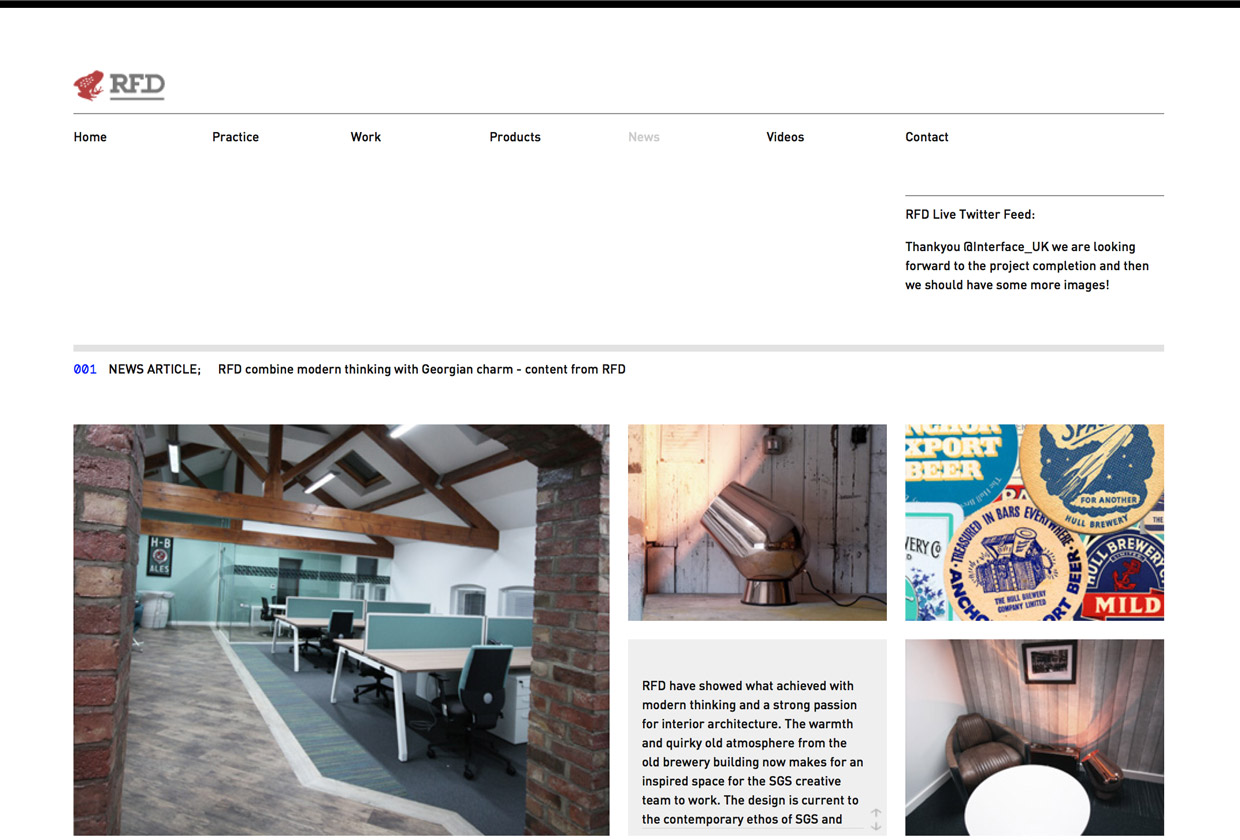 RFD
Home Practice Work Products News Videos Contact
RFD Live Twitter Feed:
Thankyou @Interface_UK we are looking
forward to the project completion and then
we should have some more images!
001 NEWS ARTICLE; RFD combine modern thinking with Georgian charm - content from RFD
H-B
ALES
ANCHOR
EXPORT
BEER
The Hull
SPACE
FOR ANOTHER
HULL BREWERY
THE
ERY CO
TREASURED IN BARS EVERYWHERE
ANCHOR EXPORT BEER
THE HULL BREWERY
COMPANY LIMITED
HULL BREWERY
MILD
RFD have showed what achieved with
modern thinking and a strong passion
for interior architecture. The warmth
and quirky old atmosphere from the
old brewery building now makes for an
inspired space for the SGS creative
team to work. The design is current to
the contemporary ethos of SGS and